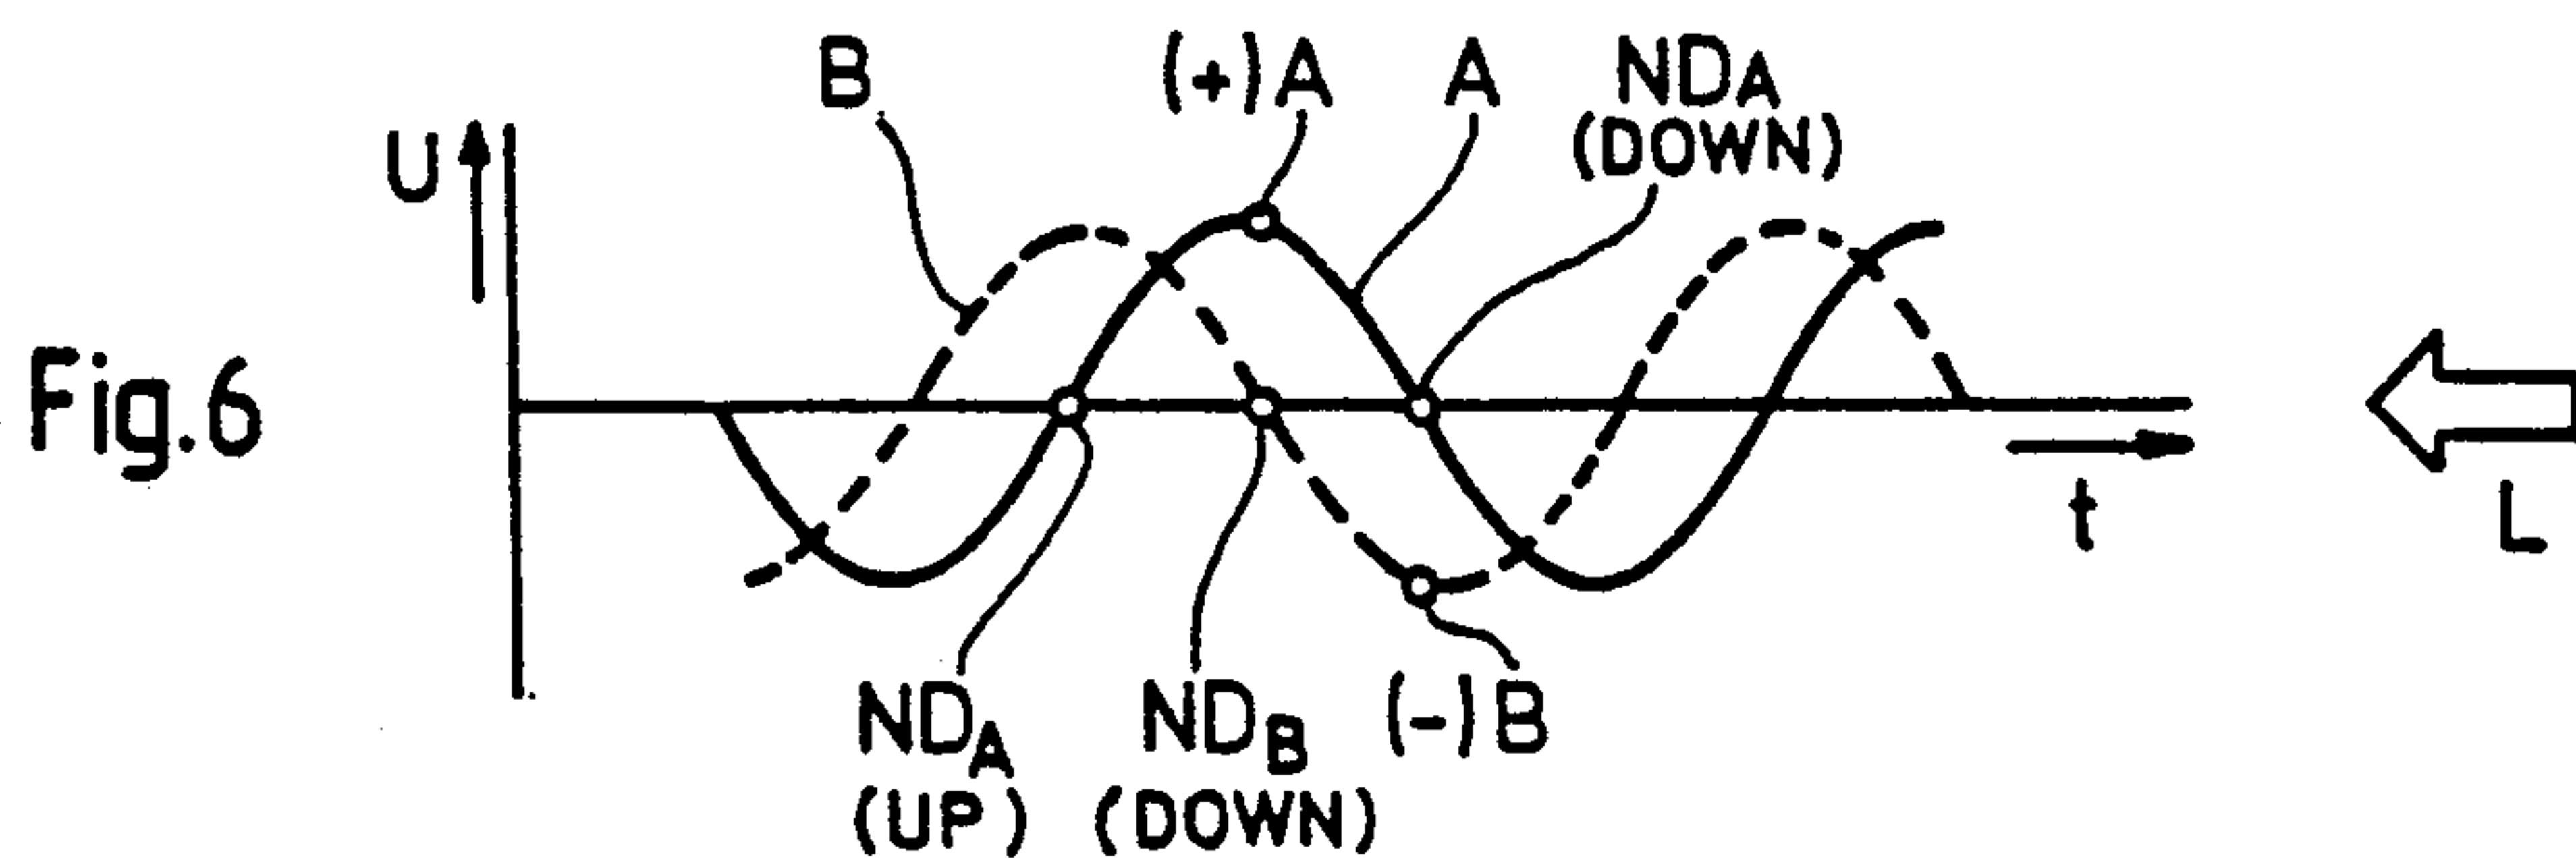 B (+)A A NDA
(DOWN)
U
Fig.6
t
L
NDA NDB (-)B
(UP) (DOWN)